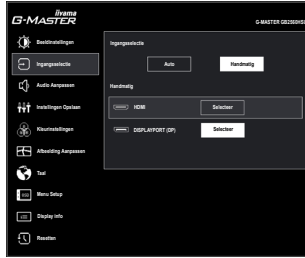 iiyama
G-MASTER
G-MASTER GB2560HSU
Beeldinstellingen
Ingangsselectie
Ingangsselectie
Auto
Handmatig
Audio Aanpassen
Handmatig
Instellingen Opslaan
HDMI
Selecteer
Kleurinstellingen
DISPLAYPORT (DP)
Selecteer
Afbeelding Aanpassen
Taal
OSD
Menu Setup
Display Info
Resetten